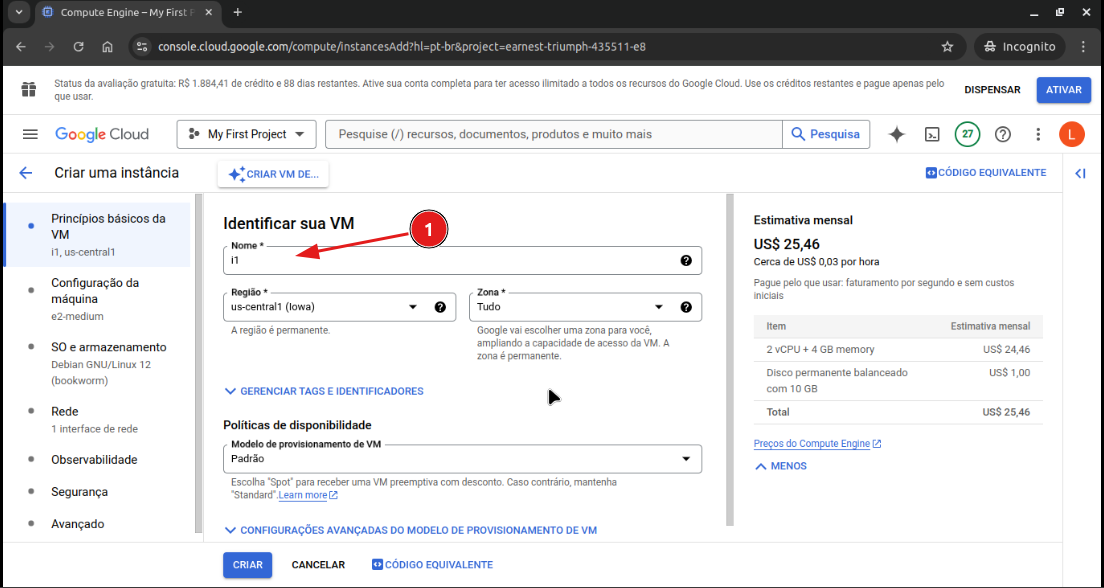 Compute Engine – My First P
console.cloud.google.com/compute/instancesAdd?hl=pt-br&project=earnest-triumph-435511-e8
Incognito
Status da avaliação gratuita: R$ 1.884,41 de crédito e 88 dias restantes. Ative sua conta completa para ter acesso ilimitado a todos os recursos do Google Cloud. Use os créditos restantes e pague apenas pelo
que usar.
DISPENSAR
ATIVAR
Google Cloud
My First Project
Pesquise (/) recursos, documentos, produtos e muito mais
Pesquisa
27
L
Criar uma instância
CRIAR VM DE...
CÓDIGO EQUIVALENTE
Princípios básicos da
VM
i1, us-central1
Configuração da
máquina
e2-medium
SO e armazenamento
Debian GNU/Linux 12
(bookworm)
Rede
1 interface de rede
Observabilidade
Segurança
Avançado
Identificar sua VM
1
Nome *
i1
Região *
us-central1 (Iowa)
A região é permanente.
Zona *
Tudo
Google vai escolher uma zona para você,
ampliando a capacidade de acesso da VM. A
zona é permanente.
GERENCIAR TAGS E IDENTIFICADORES
Políticas de disponibilidade
Modelo de provisionamento de VM
Padrão
Escolha "Spot" para receber uma VM preemptiva com desconto. Caso contrário, mantenha
"Standard".Learn more
CONFIGURAÇÕES AVANÇADAS DO MODELO DE PROVISIONAMENTO DE VM
Estimativa mensal
US$ 25,46
Cerca de US$ 0,03 por hora
Pague pelo que usar: faturamento por segundo e sem custos
iniciais
Item Estimativa mensal
2 vCPU + 4 GB memory US$ 24,46
Disco permanente balanceado US$ 1,00
com 10 GB
Total US$ 25,46
Preços do Compute Engine
MENOS
CRIAR
CANCELAR
CÓDIGO EQUIVALENTE